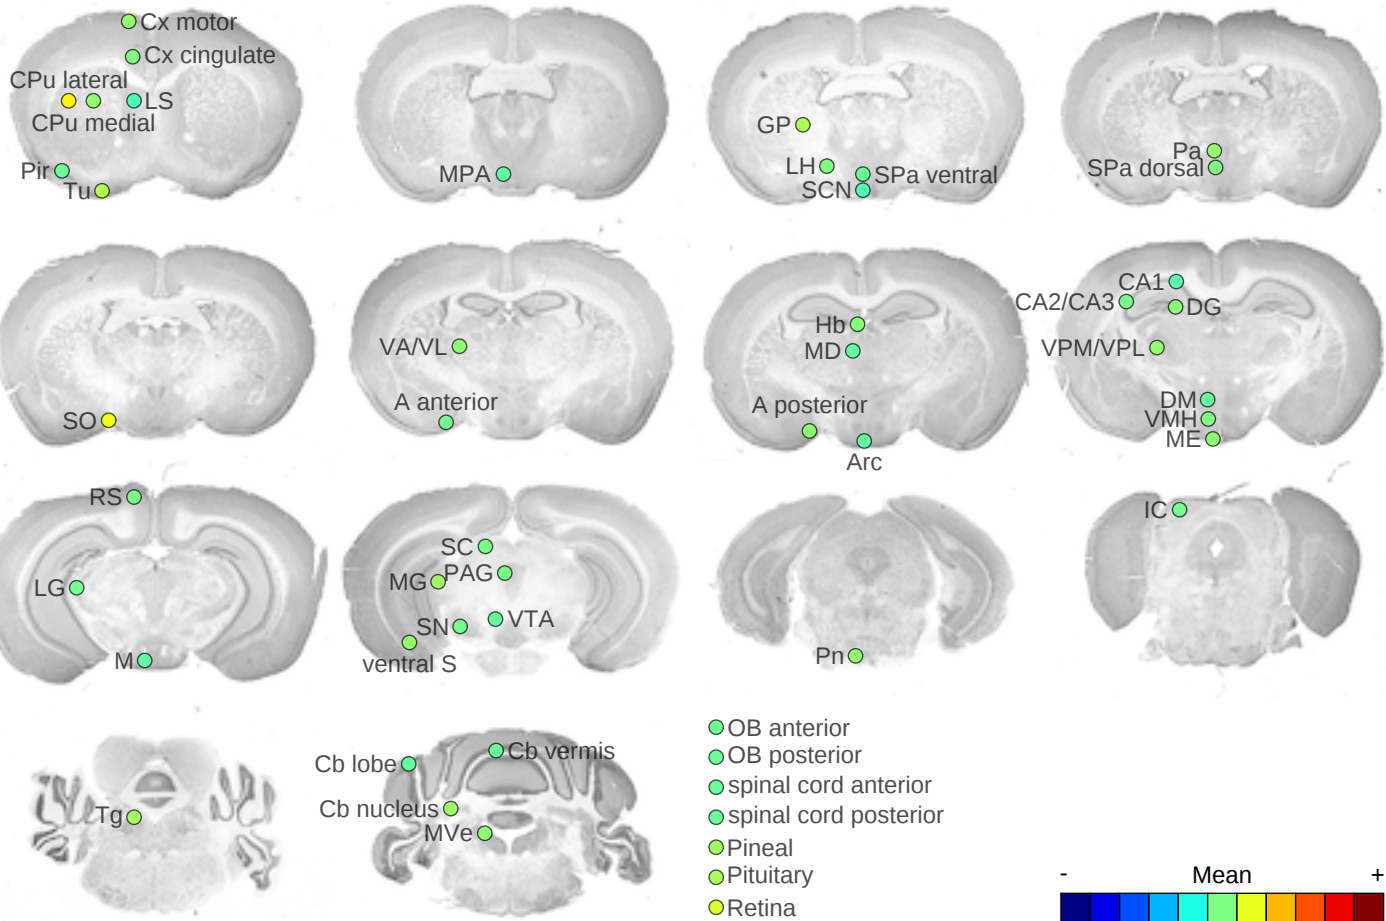 Cx motor
Cx cingulate
CPu lateral
LS
CPu medial
Pir
Tu
MPA
GP
LH
SPa ventral
SCN
Pa
SPa dorsal
SO
VA/VL
A anterior
Hb
MD
A posterior
Arc
CA1
CA2/CA3
DG
VPM/VPL
DM
VMH
ME
RS
LG
M
SC
MG
PAG
SN
VTA
ventral S
Pn
IC
Tg
Cb lobe
Cb vermis
Cb nucleus
MVe
OB anterior
OB posterior
spinal cord anterior
spinal cord posterior
Pineal
Pituitary
Retina
- Mean +